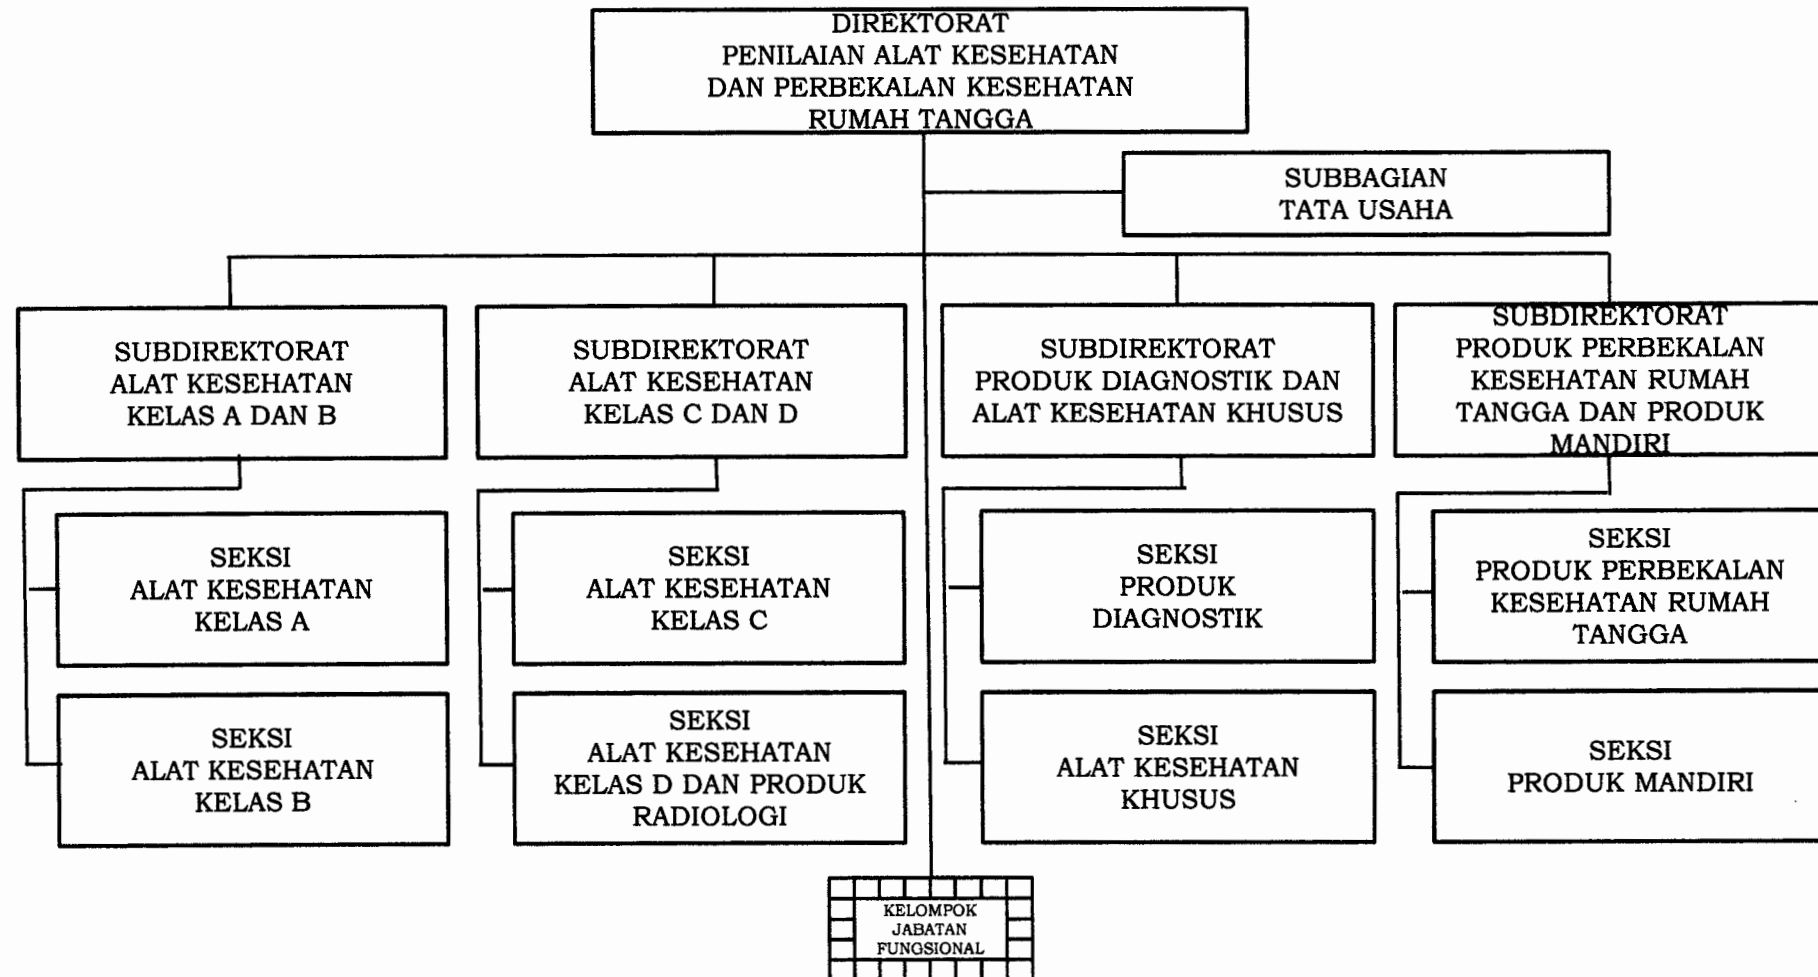 DIREKTORAT
PENILAIAN ALAT KESEHATAN
DAN PERBEKALAN KESEHATAN
RUMAH TANGGA
SUBBAGIAN
TATA USAHA
SUBDIREKTORAT
ALAT KESEHATAN
KELAS A DAN B
SUBDIREKTORAT
ALAT KESEHATAN
KELAS C DAN D
SUBDIREKTORAT
PRODUK DIAGNOSTIK DAN
ALAT KESEHATAN KHUSUS
SUBDIREKTORAT
PRODUK PERBEKALAN
KESEHATAN RUMAH
TANGGA DAN PRODUK
MANDIRI
SEKSI
ALAT KESEHATAN
KELAS A
SEKSI
ALAT KESEHATAN
KELAS C
SEKSI
PRODUK
DIAGNOSTIK
SEKSI
PRODUK PERBEKALAN
KESEHATAN RUMAH
TANGGA
SEKSI
ALAT KESEHATAN
KELAS B
SEKSI
ALAT KESEHATAN
KELAS D DAN PRODUK
RADIOLOGI
SEKSI
ALAT KESEHATAN
KHUSUS
SEKSI
PRODUK MANDIRI
KELOMPOK
JABATAN
FUNGSIONAL